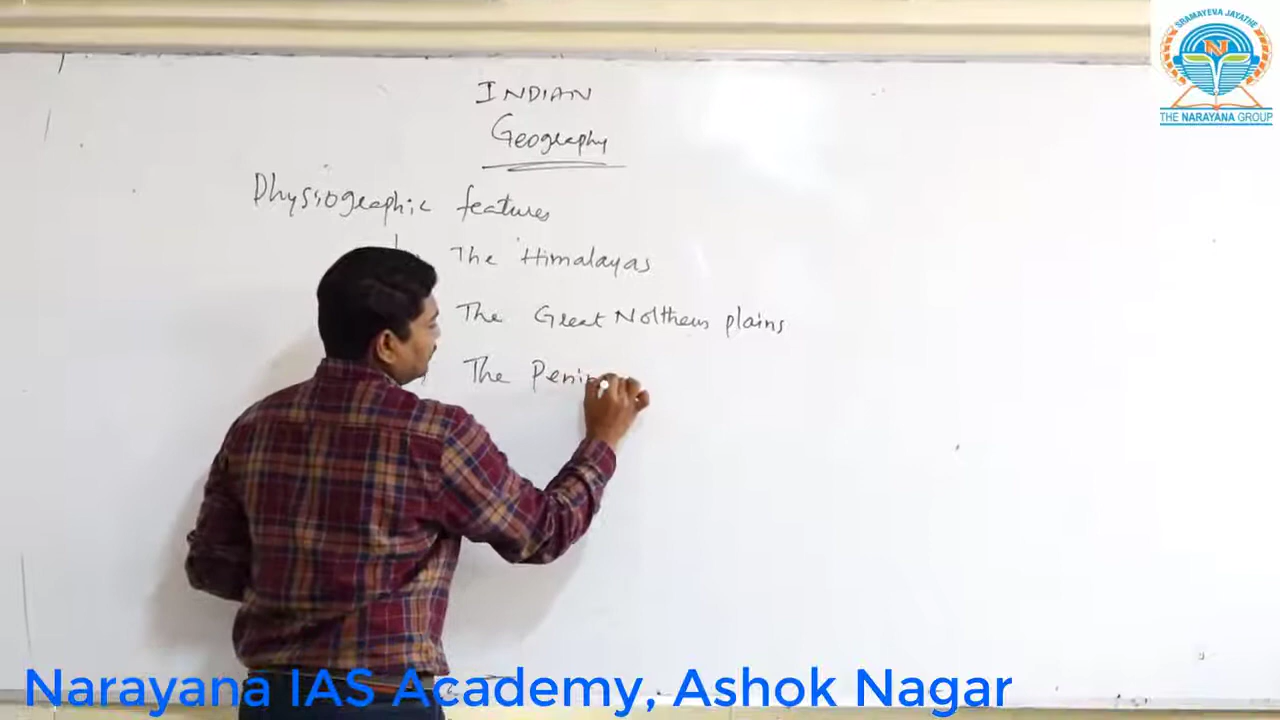 SRAMAYEVA JAYATHE
N
THE NARAYANA GROUP
INDIAN
Geography
Physiographic features
The Himalayas
The Great Northern plains
The Penin
Narayana IAS Academy, Ashok Nagar